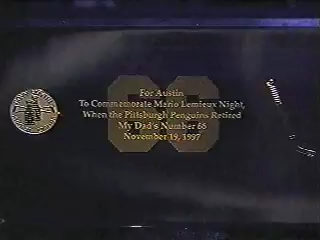 For Austin
To Commemorate Mario Lemieux Night,
When the Pittsburgh Penguins Retired
My Dad's Number 66
November 19, 1997
66